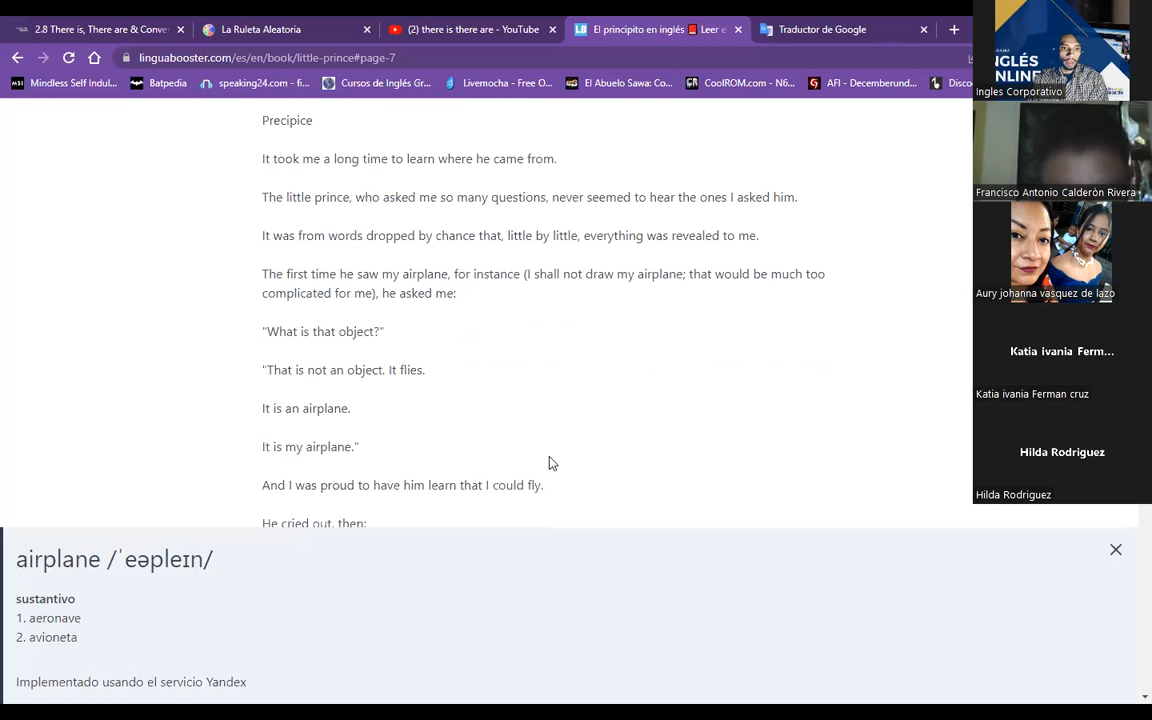 2.8 There is, There are & Conve
La Ruleta Aleatoria
(2) there is there are - YouTube
El principito en inglés 📕 Leer e
Traductor de Google
linguabooster.com/es/en/book/little-prince#page-7
Mindless Self Indul...
Batpedia
speaking24.com - fi...
Cursos de Inglés Gr...
Livemocha - Free O...
El Abuelo Sawa: Co...
CoolROM.com - N6...
AFI - Decemberund...
Disco
Precipice
It took me a long time to learn where he came from.
The little prince, who asked me so many questions, never seemed to hear the ones I asked him.
It was from words dropped by chance that, little by little, everything was revealed to me.
The first time he saw my airplane, for instance (I shall not draw my airplane; that would be much too
complicated for me), he asked me:
"What is that object?"
"That is not an object. It flies.
It is an airplane.
It is my airplane."
And I was proud to have him learn that I could fly.
He cried out, then:
airplane /ˈeəpleɪn/
sustantivo
1. aeronave
2. avioneta
Implementado usando el servicio Yandex
NGLÉS
NLINE
Ingles Corporativo
Francisco Antonio Calderòn Rivera
Aury johanna vasquez de lazo
Katia ivania Ferm...
Katia ivania Ferman cruz
Hilda Rodriguez
Hilda Rodriguez